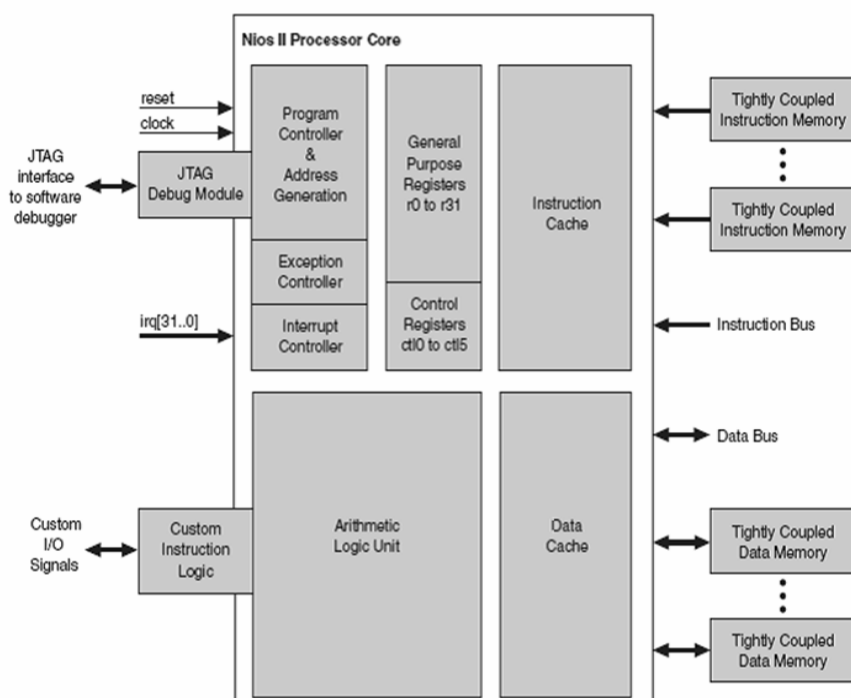 Nios II Processor Core
reset
clock
JTAG
interface
to software
debugger
JTAG
Debug Module
Program
Controller
&
Address
Generation
Exception
Controller
irq[31..0]
Interrupt
Controller
General
Purpose
Registers
r0 to r31
Control
Registers
ctl0 to ctl5
Instruction
Cache
Tightly Coupled
Instruction Memory
Tightly Coupled
Instruction Memory
Instruction Bus
Data Bus
Custom
I/O
Signals
Custom
Instruction
Logic
Arithmetic
Logic Unit
Data
Cache
Tightly Coupled
Data Memory
Tightly Coupled
Data Memory